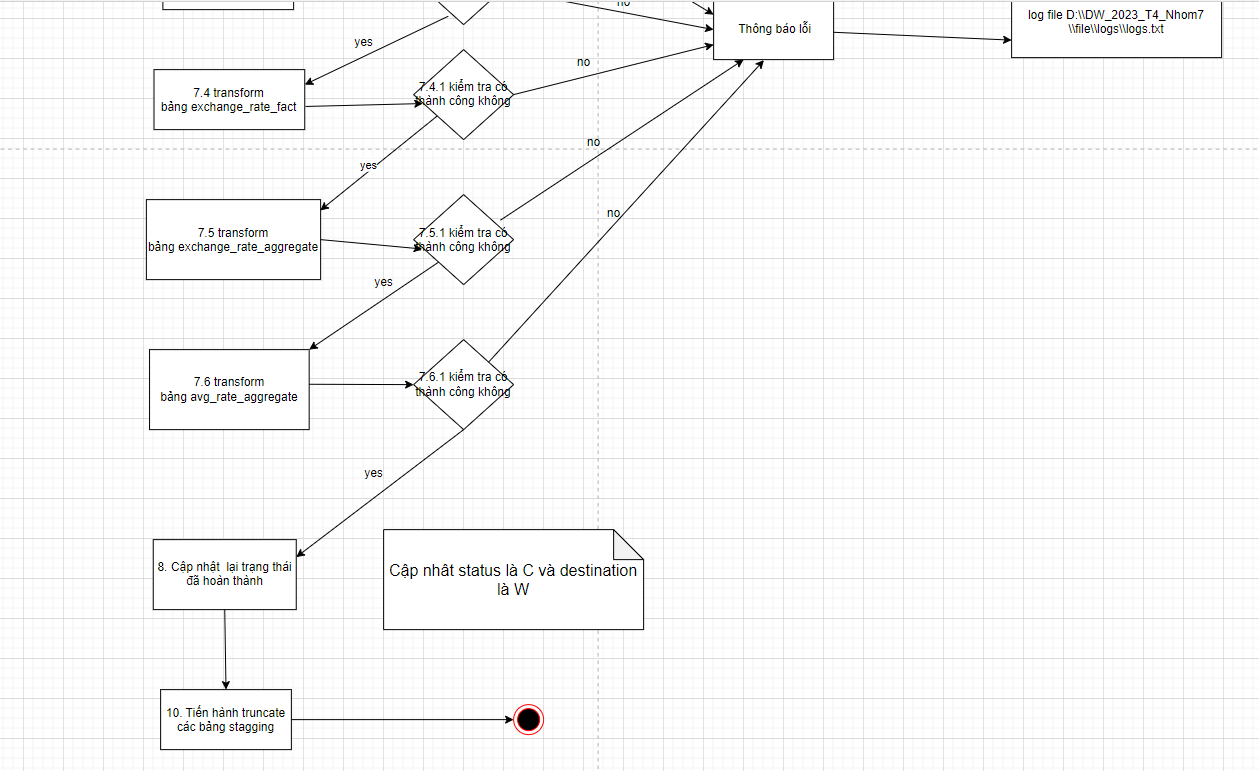 no
Thông báo lỗi
log file D:\\DW_2023_T4_Nhom7
\\file\\logs\\logs.txt
yes
no
7.4 transform
bảng exchange_rate_fact
7.4.1 kiểm tra có
thành công không
no
yes
7.5 transform
bảng exchange_rate_aggregate
7.5.1 kiểm tra có
thành công không
no
yes
7.6 transform
bảng avg_rate_aggregate
7.6.1 kiểm tra có
thành công không
yes
8. Cập nhật lại trạng thái
đã hoàn thành
Cập nhât status là C và destination
là W
10. Tiến hành truncate
các bảng stagging